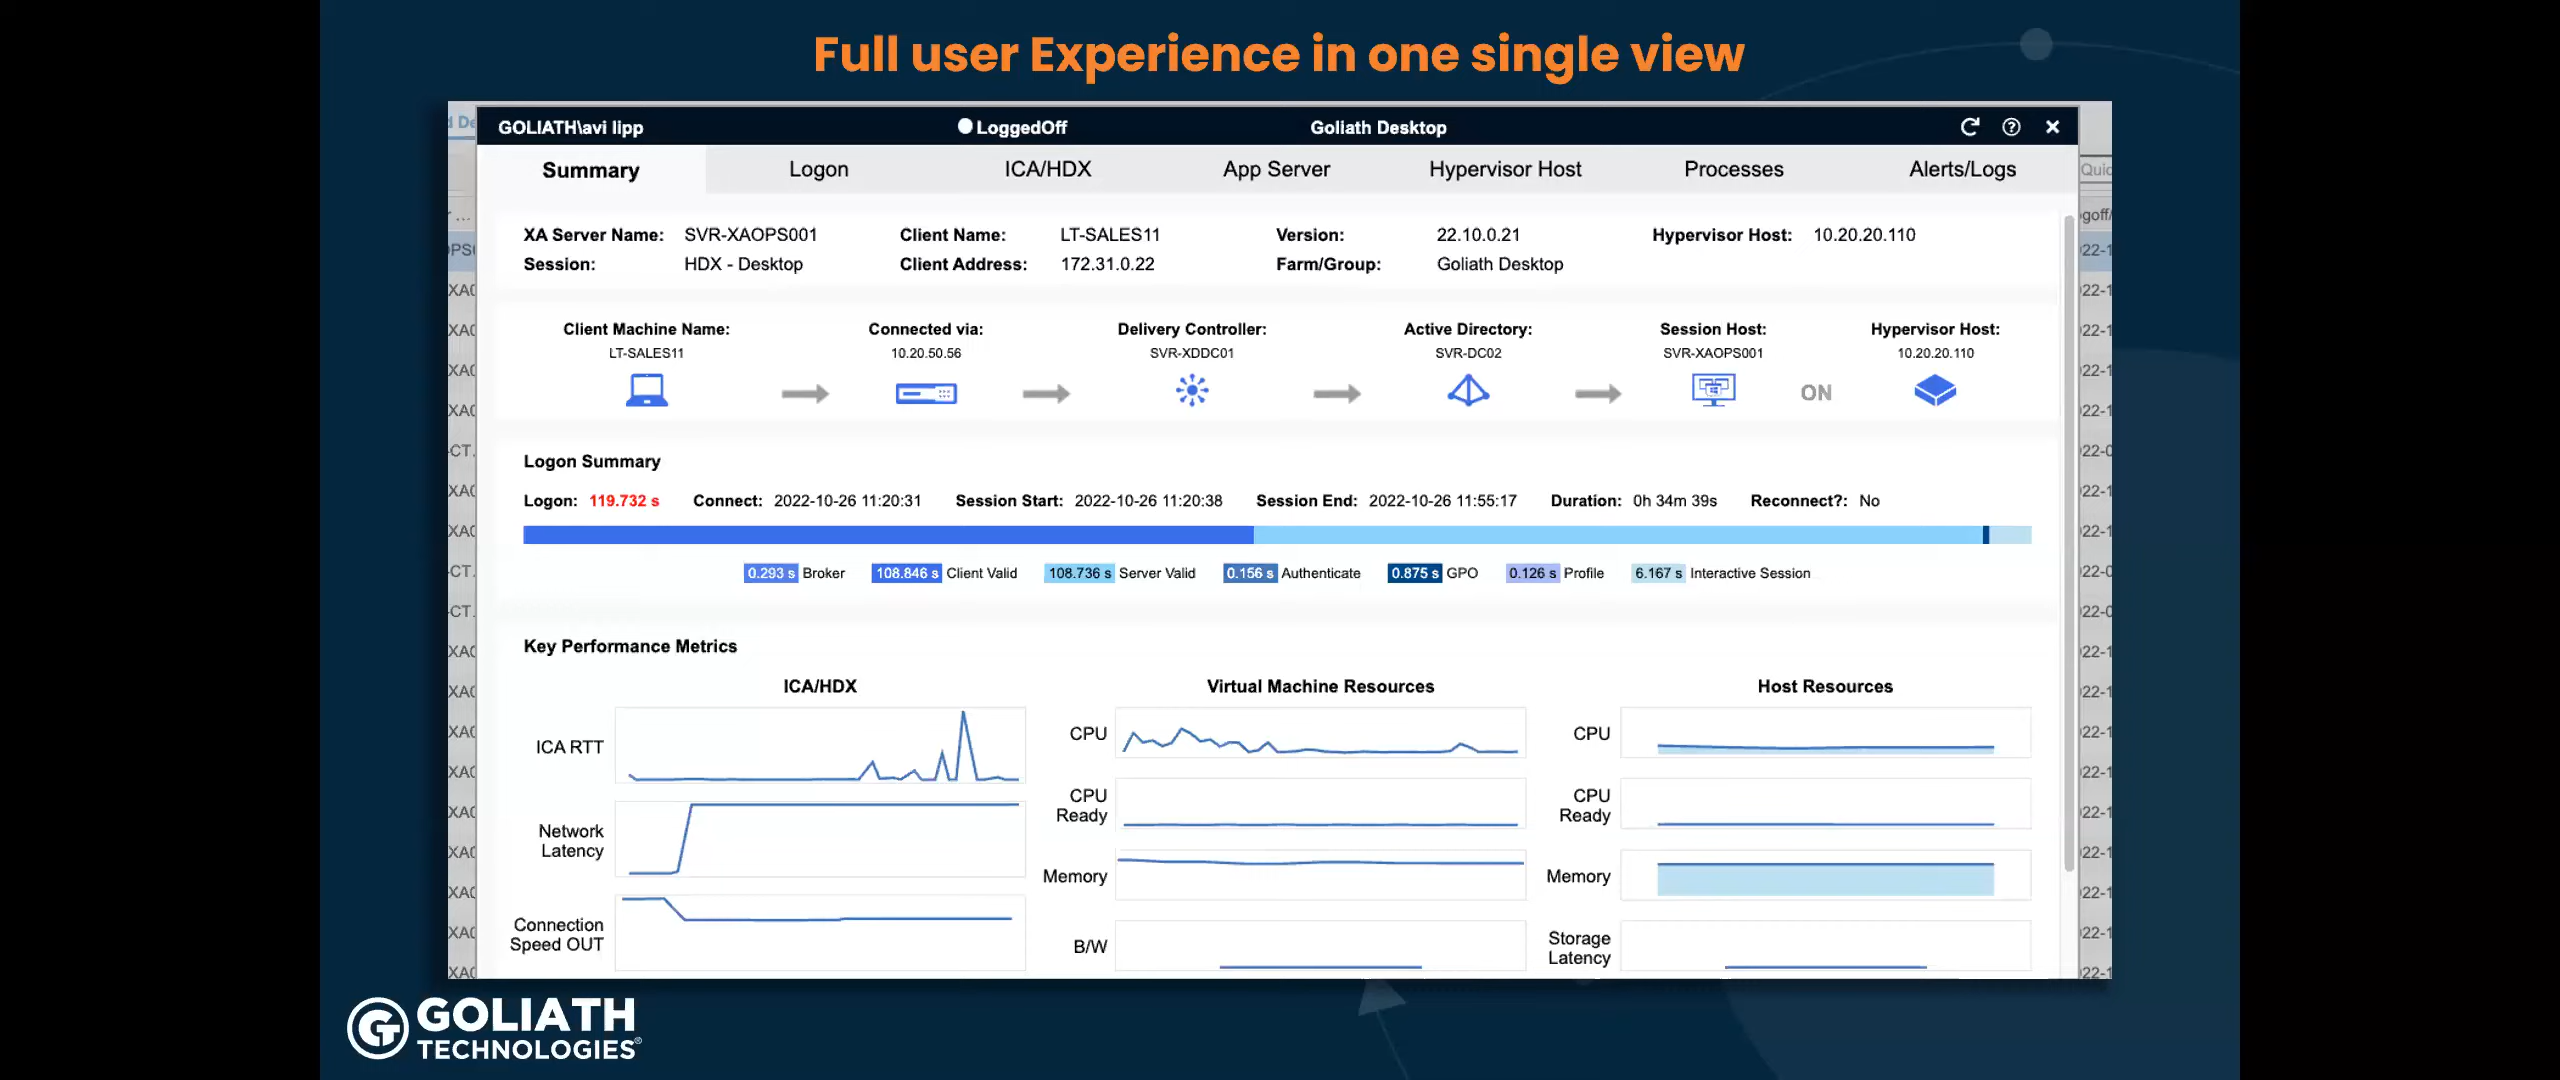 Full user Experience in one single view
GOLIATH\avi lipp
LoggedOff
Goliath Desktop
Summary
Logon
ICA/HDX
App Server
Hypervisor Host
Processes
Alerts/Logs
XA Server Name: SVR-XAOPS001
Client Name: LT-SALES11
Version: 22.10.0.21
Hypervisor Host: 10.20.20.110
Session: HDX - Desktop
Client Address: 172.31.0.22
Farm/Group: Goliath Desktop
Client Machine Name:
LT-SALES11
Connected via:
10.20.50.56
Delivery Controller:
SVR-XDDC01
Active Directory:
SVR-DC02
Session Host:
SVR-XAOPS001
ON
Hypervisor Host:
10.20.20.110
Logon Summary
Logon: 119.732 s Connect: 2022-10-26 11:20:31 Session Start: 2022-10-26 11:20:38 Session End: 2022-10-26 11:55:17 Duration: 0h 34m 39s Reconnect?: No
0.293 s Broker 108.846 s Client Valid 108.736 s Server Valid 0.156 s Authenticate 0.875 s GPO 0.126 s Profile 6.167 s Interactive Session
Key Performance Metrics
ICA/HDX
ICA RTT
Network
Latency
Connection
Speed OUT
Virtual Machine Resources
CPU
CPU
Ready
Memory
B/W
Host Resources
CPU
CPU
Ready
Memory
Storage
Latency
GOLIATH
TECHNOLOGIES®